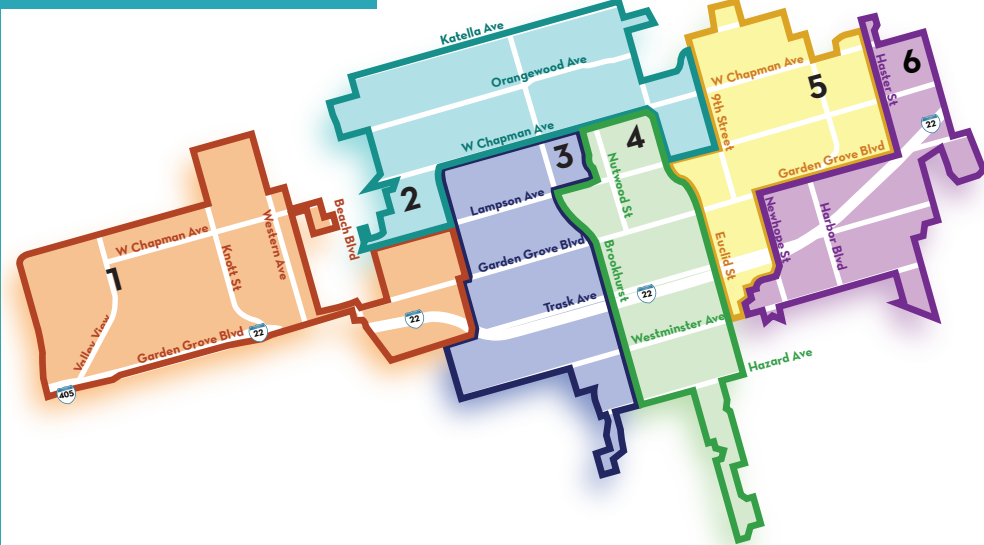 Katella Ave
Orangewood Ave
W Chapman Ave
2
Beach Blvd
W Chapman Ave
Knott St
Western Ave
1
Valley View
Garden Grove Blvd
22
405
22
3
Lampson Ave
Garden Grove Blvd
Trask Ave
4
Nutwood St
Brookhurst
22
Westminster Ave
Hazard Ave
W Chapman Ave
5
9th Street
Garden Grove Blvd
Euclid St
6
Haster St
22
Newhope St
Harbor Blvd